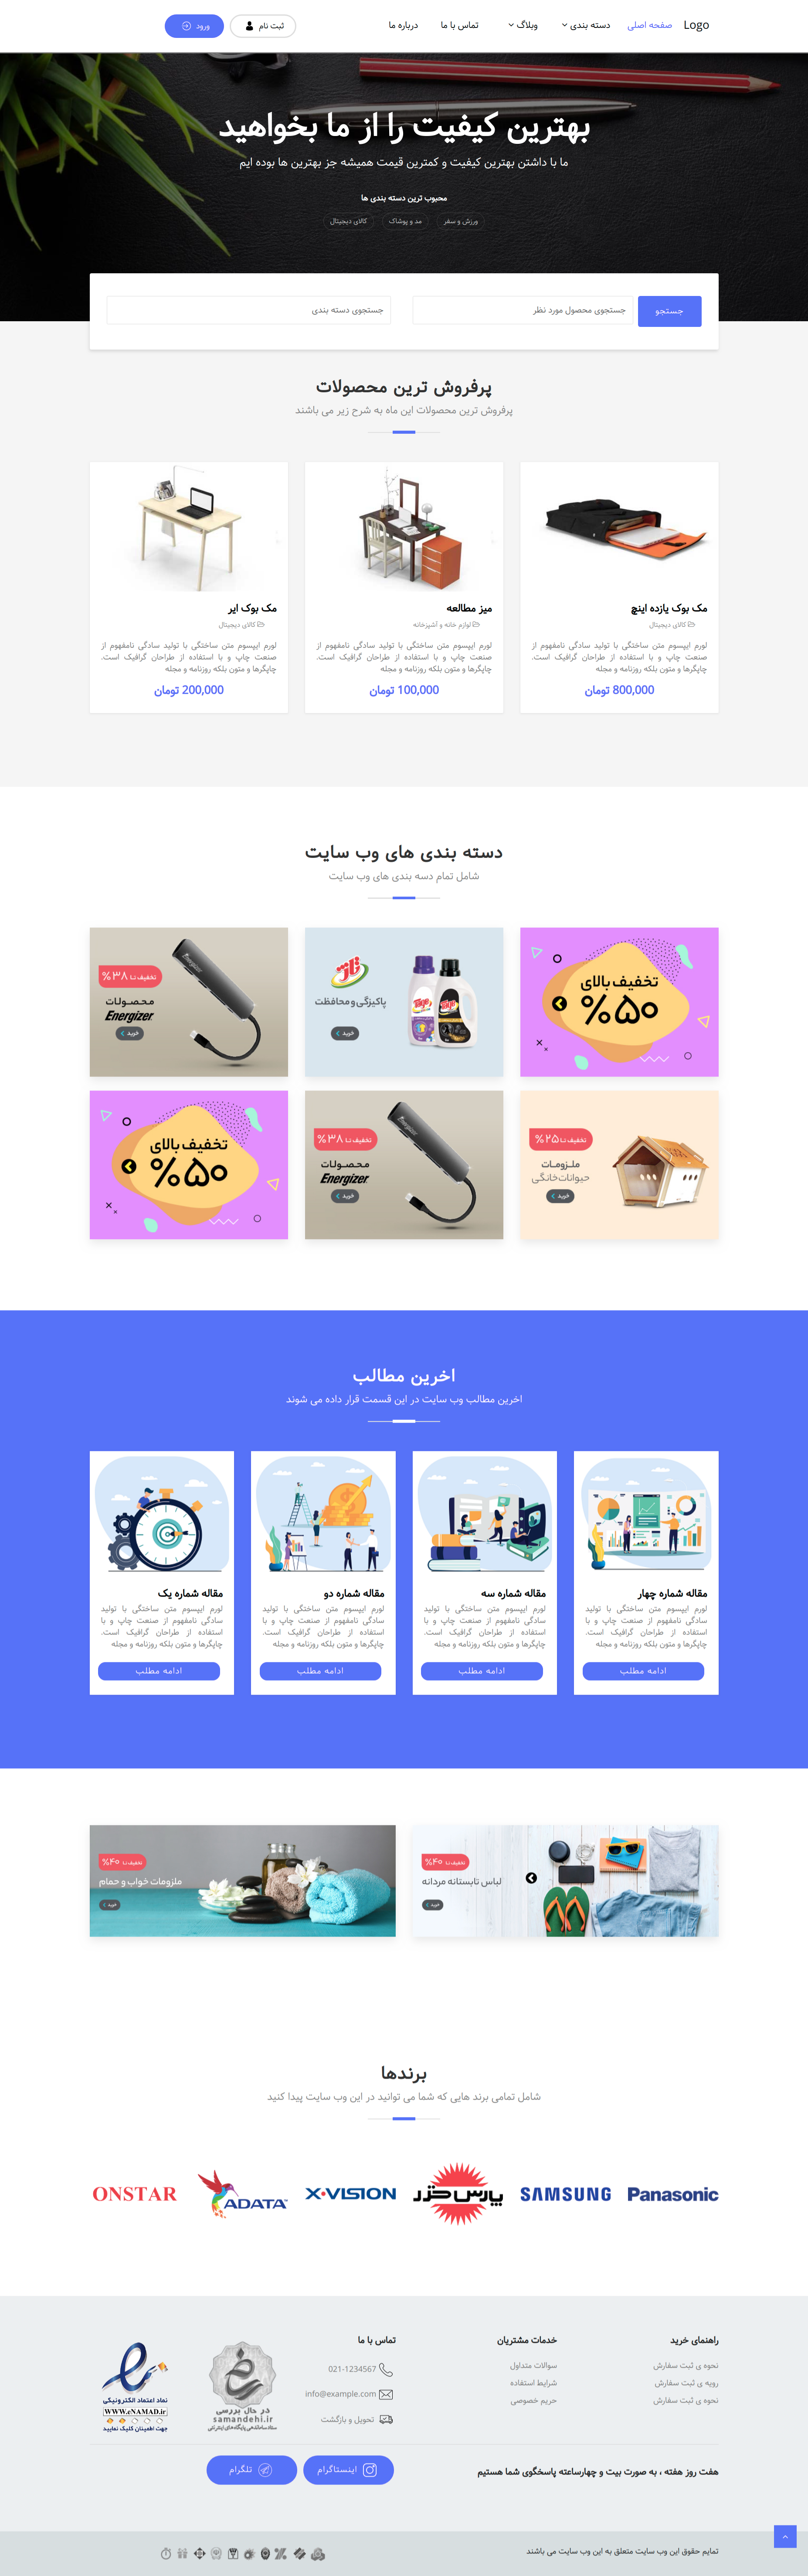 Logo
صفحه اصلی
دسته بندی
وبلاگ
تماس با ما
درباره ما
ثبت نام
ورود
بهترین کیفیت را از ما بخواهید
ما با داشتن بهترین کیفیت و کمترین قیمت همیشه جز بهترین ها بوده ایم
محبوب ترین دسته بندی ها
ورزش و سفر
مد و پوشاک
کالای دیجیتال
جستجو
جستجوی محصول مورد نظر
جستجوی دسته بندی
پرفروش ترین محصولات
پرفروش ترین محصولات این ماه به شرح زیر می باشند
مک بوک یازده اینچ
کالای دیجیتال
لورم ایپسوم متن ساختگی با تولید سادگی نامفهوم از
صنعت چاپ و با استفاده از طراحان گرافیک است.
چاپگرها و متون بلکه روزنامه و مجله
800,000 تومان
میز مطالعه
لوازم خانه و آشپزخانه
لورم ایپسوم متن ساختگی با تولید سادگی نامفهوم از
صنعت چاپ و با استفاده از طراحان گرافیک است.
چاپگرها و متون بلکه روزنامه و مجله
100,000 تومان
مک بوک ایر
کالای دیجیتال
لورم ایپسوم متن ساختگی با تولید سادگی نامفهوم از
صنعت چاپ و با استفاده از طراحان گرافیک است.
چاپگرها و متون بلکه روزنامه و مجله
200,000 تومان
دسته بندی های وب سایت
شامل تمام دسه بندی های وب سایت
تخفیف بالای
%۵۰
تاژ
پاکیزگی و محافظت
خرید
Tage
Tage
تخفیف تا ۳۸%
محصولات
Energizer
خرید
تخفیف تا ۲۵%
ملزومات
حیوانات خانگی
خرید
تخفیف تا ۳۸%
محصولات
Energizer
خرید
تخفیف بالای
%۵۰
اخرین مطالب
اخرین مطالب وب سایت در این قسمت قرار داده می شوند
مقاله شماره چهار
لورم ایپسوم متن ساختگی با تولید
سادگی نامفهوم از صنعت چاپ و با
استفاده از طراحان گرافیک است.
چاپگرها و متون بلکه روزنامه و مجله
ادامه مطلب
مقاله شماره سه
لورم ایپسوم متن ساختگی با تولید
سادگی نامفهوم از صنعت چاپ و با
استفاده از طراحان گرافیک است.
چاپگرها و متون بلکه روزنامه و مجله
ادامه مطلب
مقاله شماره دو
لورم ایپسوم متن ساختگی با تولید
سادگی نامفهوم از صنعت چاپ و با
استفاده از طراحان گرافیک است.
چاپگرها و متون بلکه روزنامه و مجله
ادامه مطلب
مقاله شماره یک
لورم ایپسوم متن ساختگی با تولید
سادگی نامفهوم از صنعت چاپ و با
استفاده از طراحان گرافیک است.
چاپگرها و متون بلکه روزنامه و مجله
ادامه مطلب
تخفیف تا ۴۰%
لباس تابستانه مردانه
خرید
تخفیف تا ۴۰%
ملزومات خواب و حمام
خرید
برندها
شامل تمامی برند هایی که شما می توانید در این وب سایت پیدا کنید
Panasonic
SAMSUNG
پارس خزر
X.VISION
ADATA
ONSTAR
راهنمای خرید
نحوه ی ثبت سفارش
رویه ی ثبت سفارش
نحوه ی ثبت سفارش
خدمات مشتریان
سوالات متداول
شرایط استفاده
حریم خصوصی
تماس با ما
021-1234567
info@example.com
تحویل و بازگشت
در حال بررسی
samandehi.ir
ستاد ساماندهی پایگاه‌های اینترنتی
نماد اعتماد الکترونیکی
www.eNAMAD.ir
جهت اطمینان کلیک نمایید
هفت روز هفته ، به صورت بیت و چهارساعته پاسخگوی شما هستیم
اینستاگرام
تلگرام
تمایم حقوق این وب سایت متعلق به این وب سایت می باشند